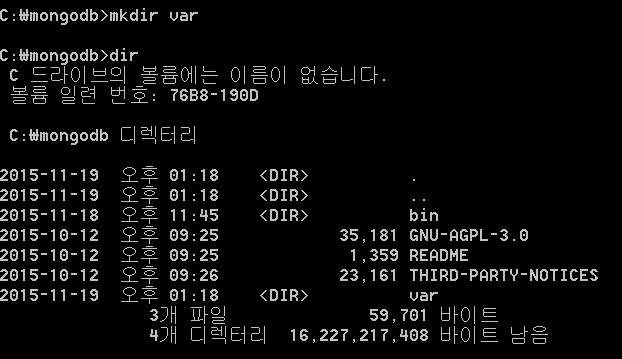 C:₩mongodb>mkdir var
C:₩mongodb>dir
C 드라이브의 볼륨에는 이름이 없습니다.
볼륨 일련 번호: 76B8-190D
C:₩mongodb 디렉터리
2015-11-19 오후 01:18 <DIR> .
2015-11-19 오후 01:18 <DIR> ..
2015-11-18 오후 11:45 <DIR> bin
2015-10-12 오후 09:25 35,181 GNU-AGPL-3.0
2015-10-12 오후 09:25 1,359 README
2015-10-12 오후 09:26 23,161 THIRD-PARTY-NOTICES
2015-11-19 오후 01:18 <DIR> var
3개 파일 59,701 바이트
4개 디렉터리 16,227,217,408 바이트 남음